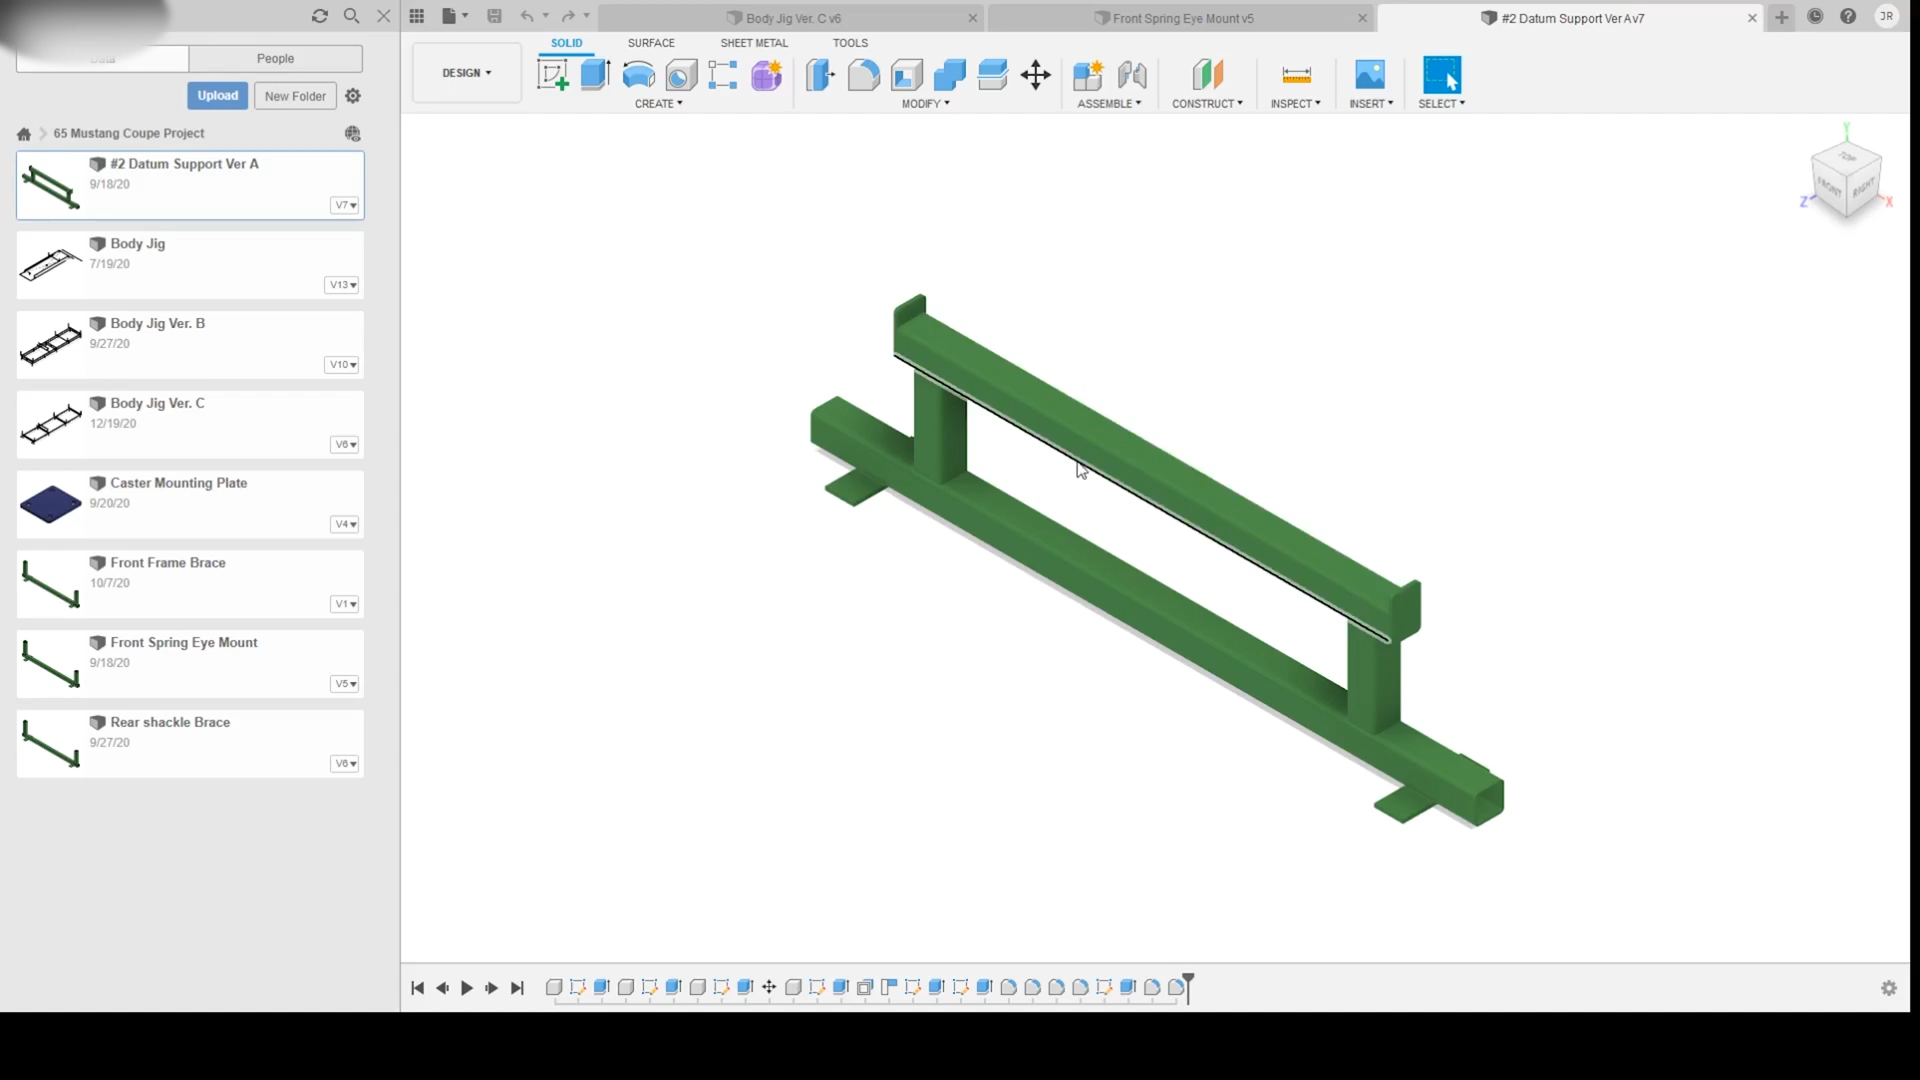 Body Jig Ver. C v6
Front Spring Eye Mount v5
#2 Datum Support Ver A v7
JR
People
Upload
New Folder
65 Mustang Coupe Project
#2 Datum Support Ver A
9/18/20
V7
Body Jig
7/19/20
V13
Body Jig Ver. B
9/27/20
V10
Body Jig Ver. C
12/19/20
V6
Caster Mounting Plate
9/20/20
V4
Front Frame Brace
10/7/20
V1
Front Spring Eye Mount
9/18/20
V5
Rear shackle Brace
9/27/20
V6
DESIGN
SOLID
SURFACE
SHEET METAL
TOOLS
CREATE
MODIFY
ASSEMBLE
CONSTRUCT
INSPECT
INSERT
SELECT
Y
TOP
FRONT
RIGHT
Z
X